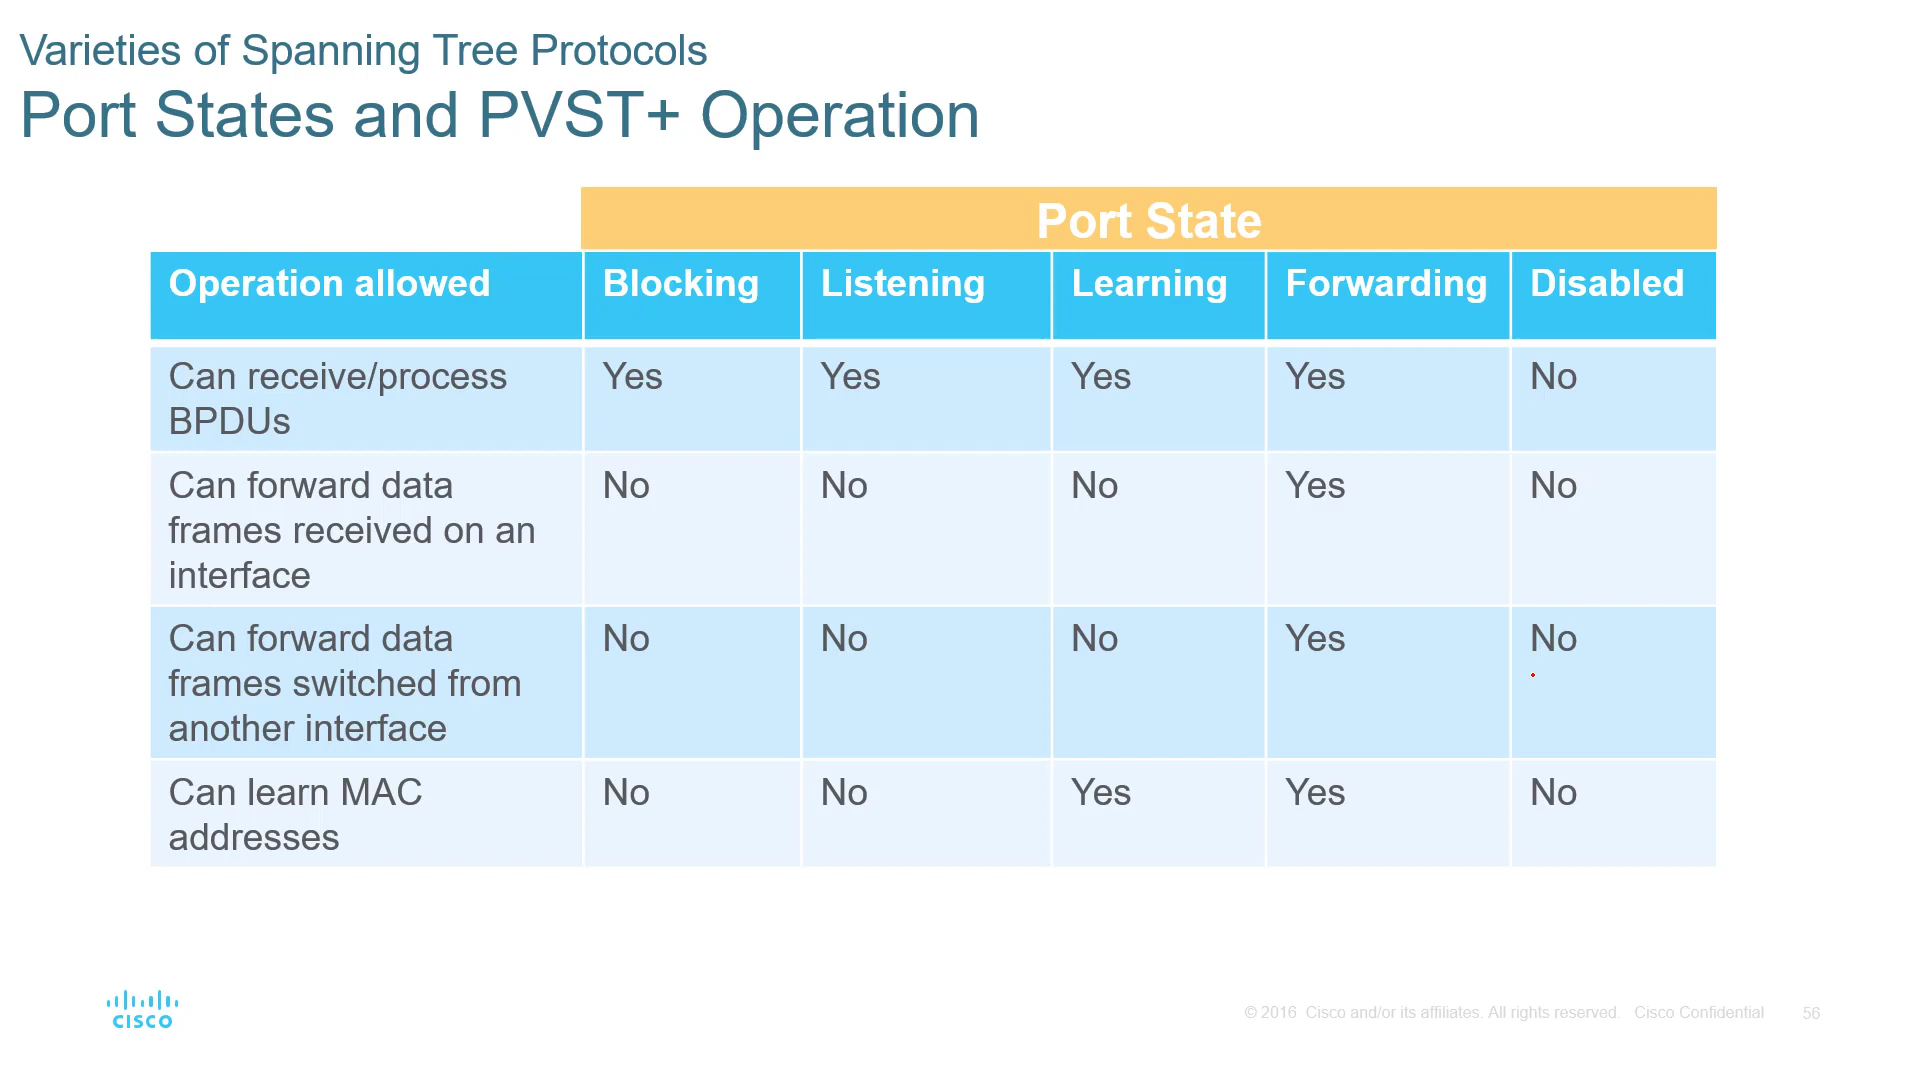 Varieties of Spanning Tree Protocols
Port States and PVST+ Operation
Port State
Operation allowed Blocking Listening Learning Forwarding Disabled
Can receive/process Yes Yes Yes Yes No
BPDUs
Can forward data No No No Yes No
frames received on an
interface
Can forward data No No No Yes No
frames switched from
another interface
Can learn MAC No No Yes Yes No
addresses
CISCO
© 2016 Cisco and/or its affiliates. All rights reserved. Cisco Confidential 56